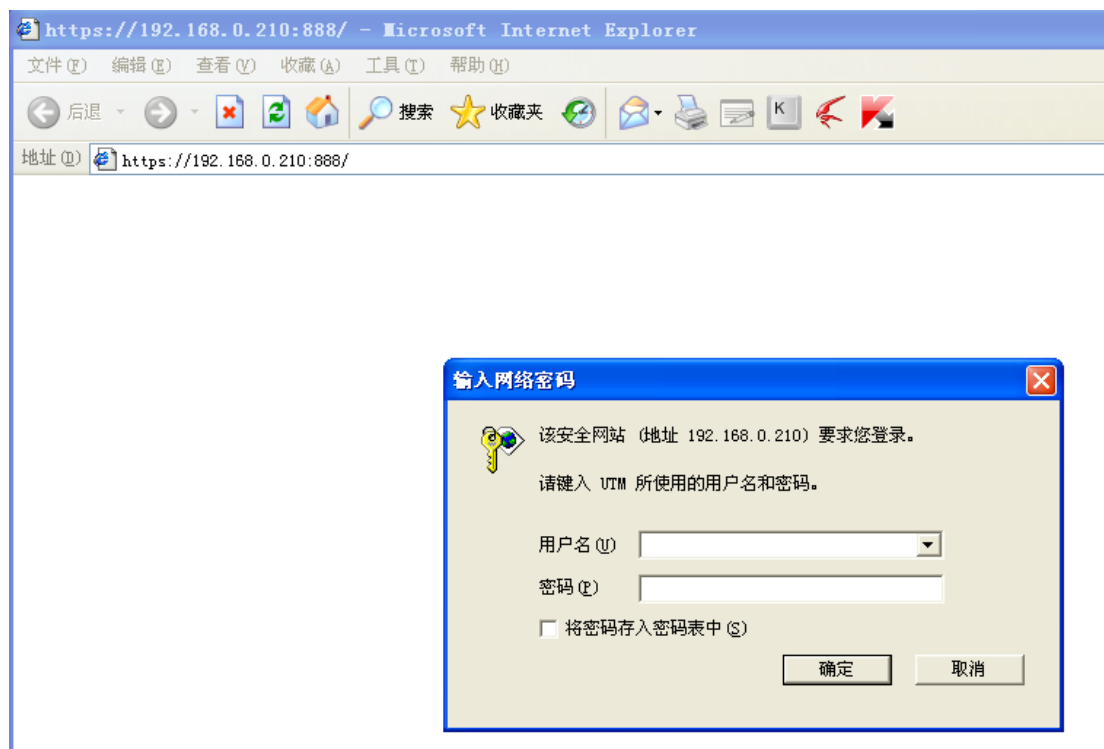 https://192.168.0.210:888/ - Microsoft Internet Explorer
文件(F) 编辑(E) 查看(V) 收藏(A) 工具(T) 帮助(H)
后退 搜索 收藏夹 K
地址(D) https://192.168.0.210:888/
输入网络密码
该安全网站 (地址 192.168.0.210) 要求您登录。
请键入 UTM 所使用的用户名和密码。
用户名(U)
密码(P)
将密码存入密码表中(S)
确定 取消